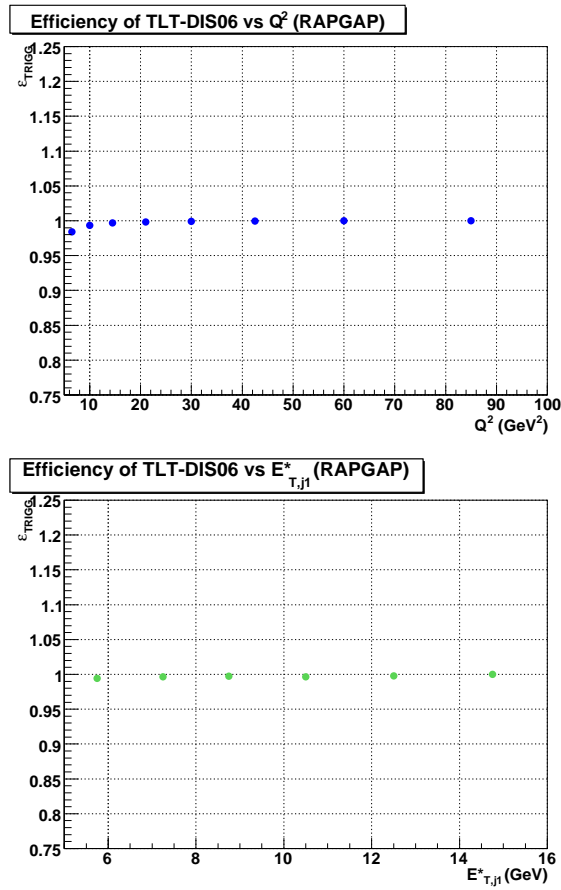 Efficiency of TLT-DIS06 vs Q² (RAPGAP)
ε_TRIGG
1.25
1.2
1.15
1.1
1.05
1
0.95
0.9
0.85
0.8
0.75
10 20 30 40 50 60 70 80 90 100
Q² (GeV²)
Efficiency of TLT-DIS06 vs E*_T,j1 (RAPGAP)
ε_TRIGG
1.25
1.2
1.15
1.1
1.05
1
0.95
0.9
0.85
0.8
0.75
6 8 10 12 14 16
E*_T,j1 (GeV)